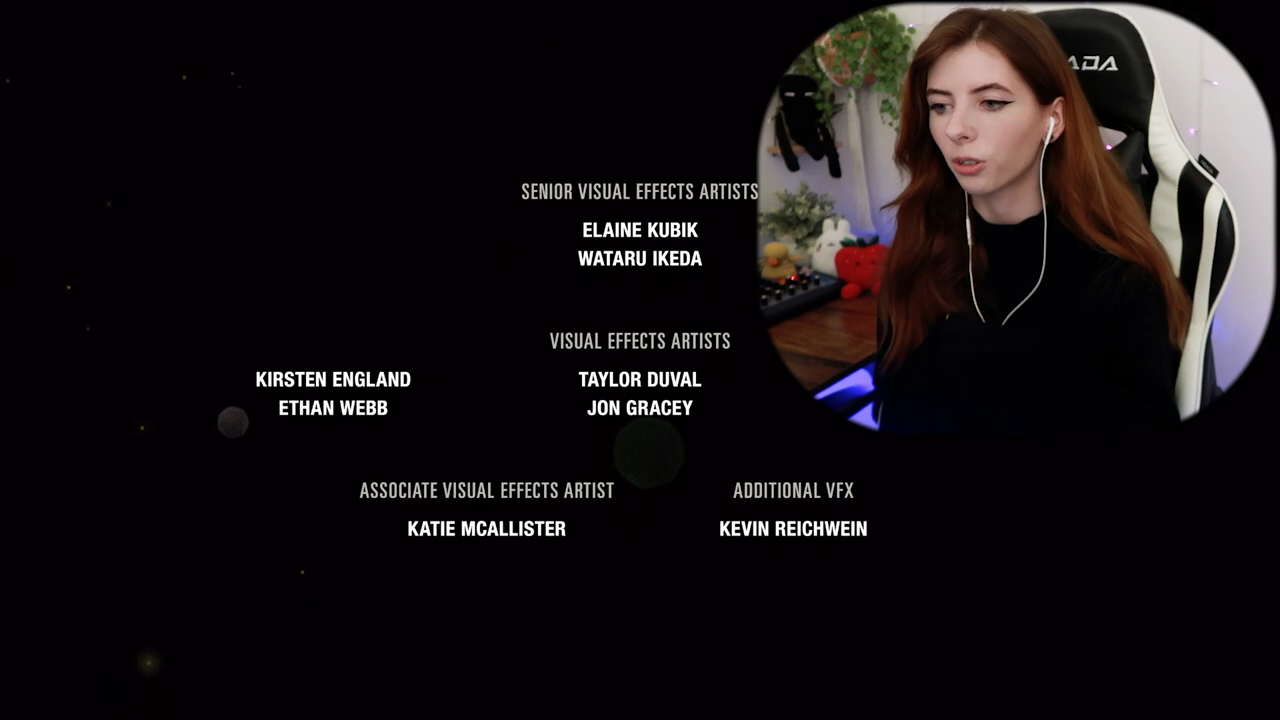 SENIOR VISUAL EFFECTS ARTISTS
ELAINE KUBIK
WATARU IKEDA
VISUAL EFFECTS ARTISTS
KIRSTEN ENGLAND TAYLOR DUVAL
ETHAN WEBB JON GRACEY
ASSOCIATE VISUAL EFFECTS ARTIST ADDITIONAL VFX
KATIE MCALLISTER KEVIN REICHWEIN